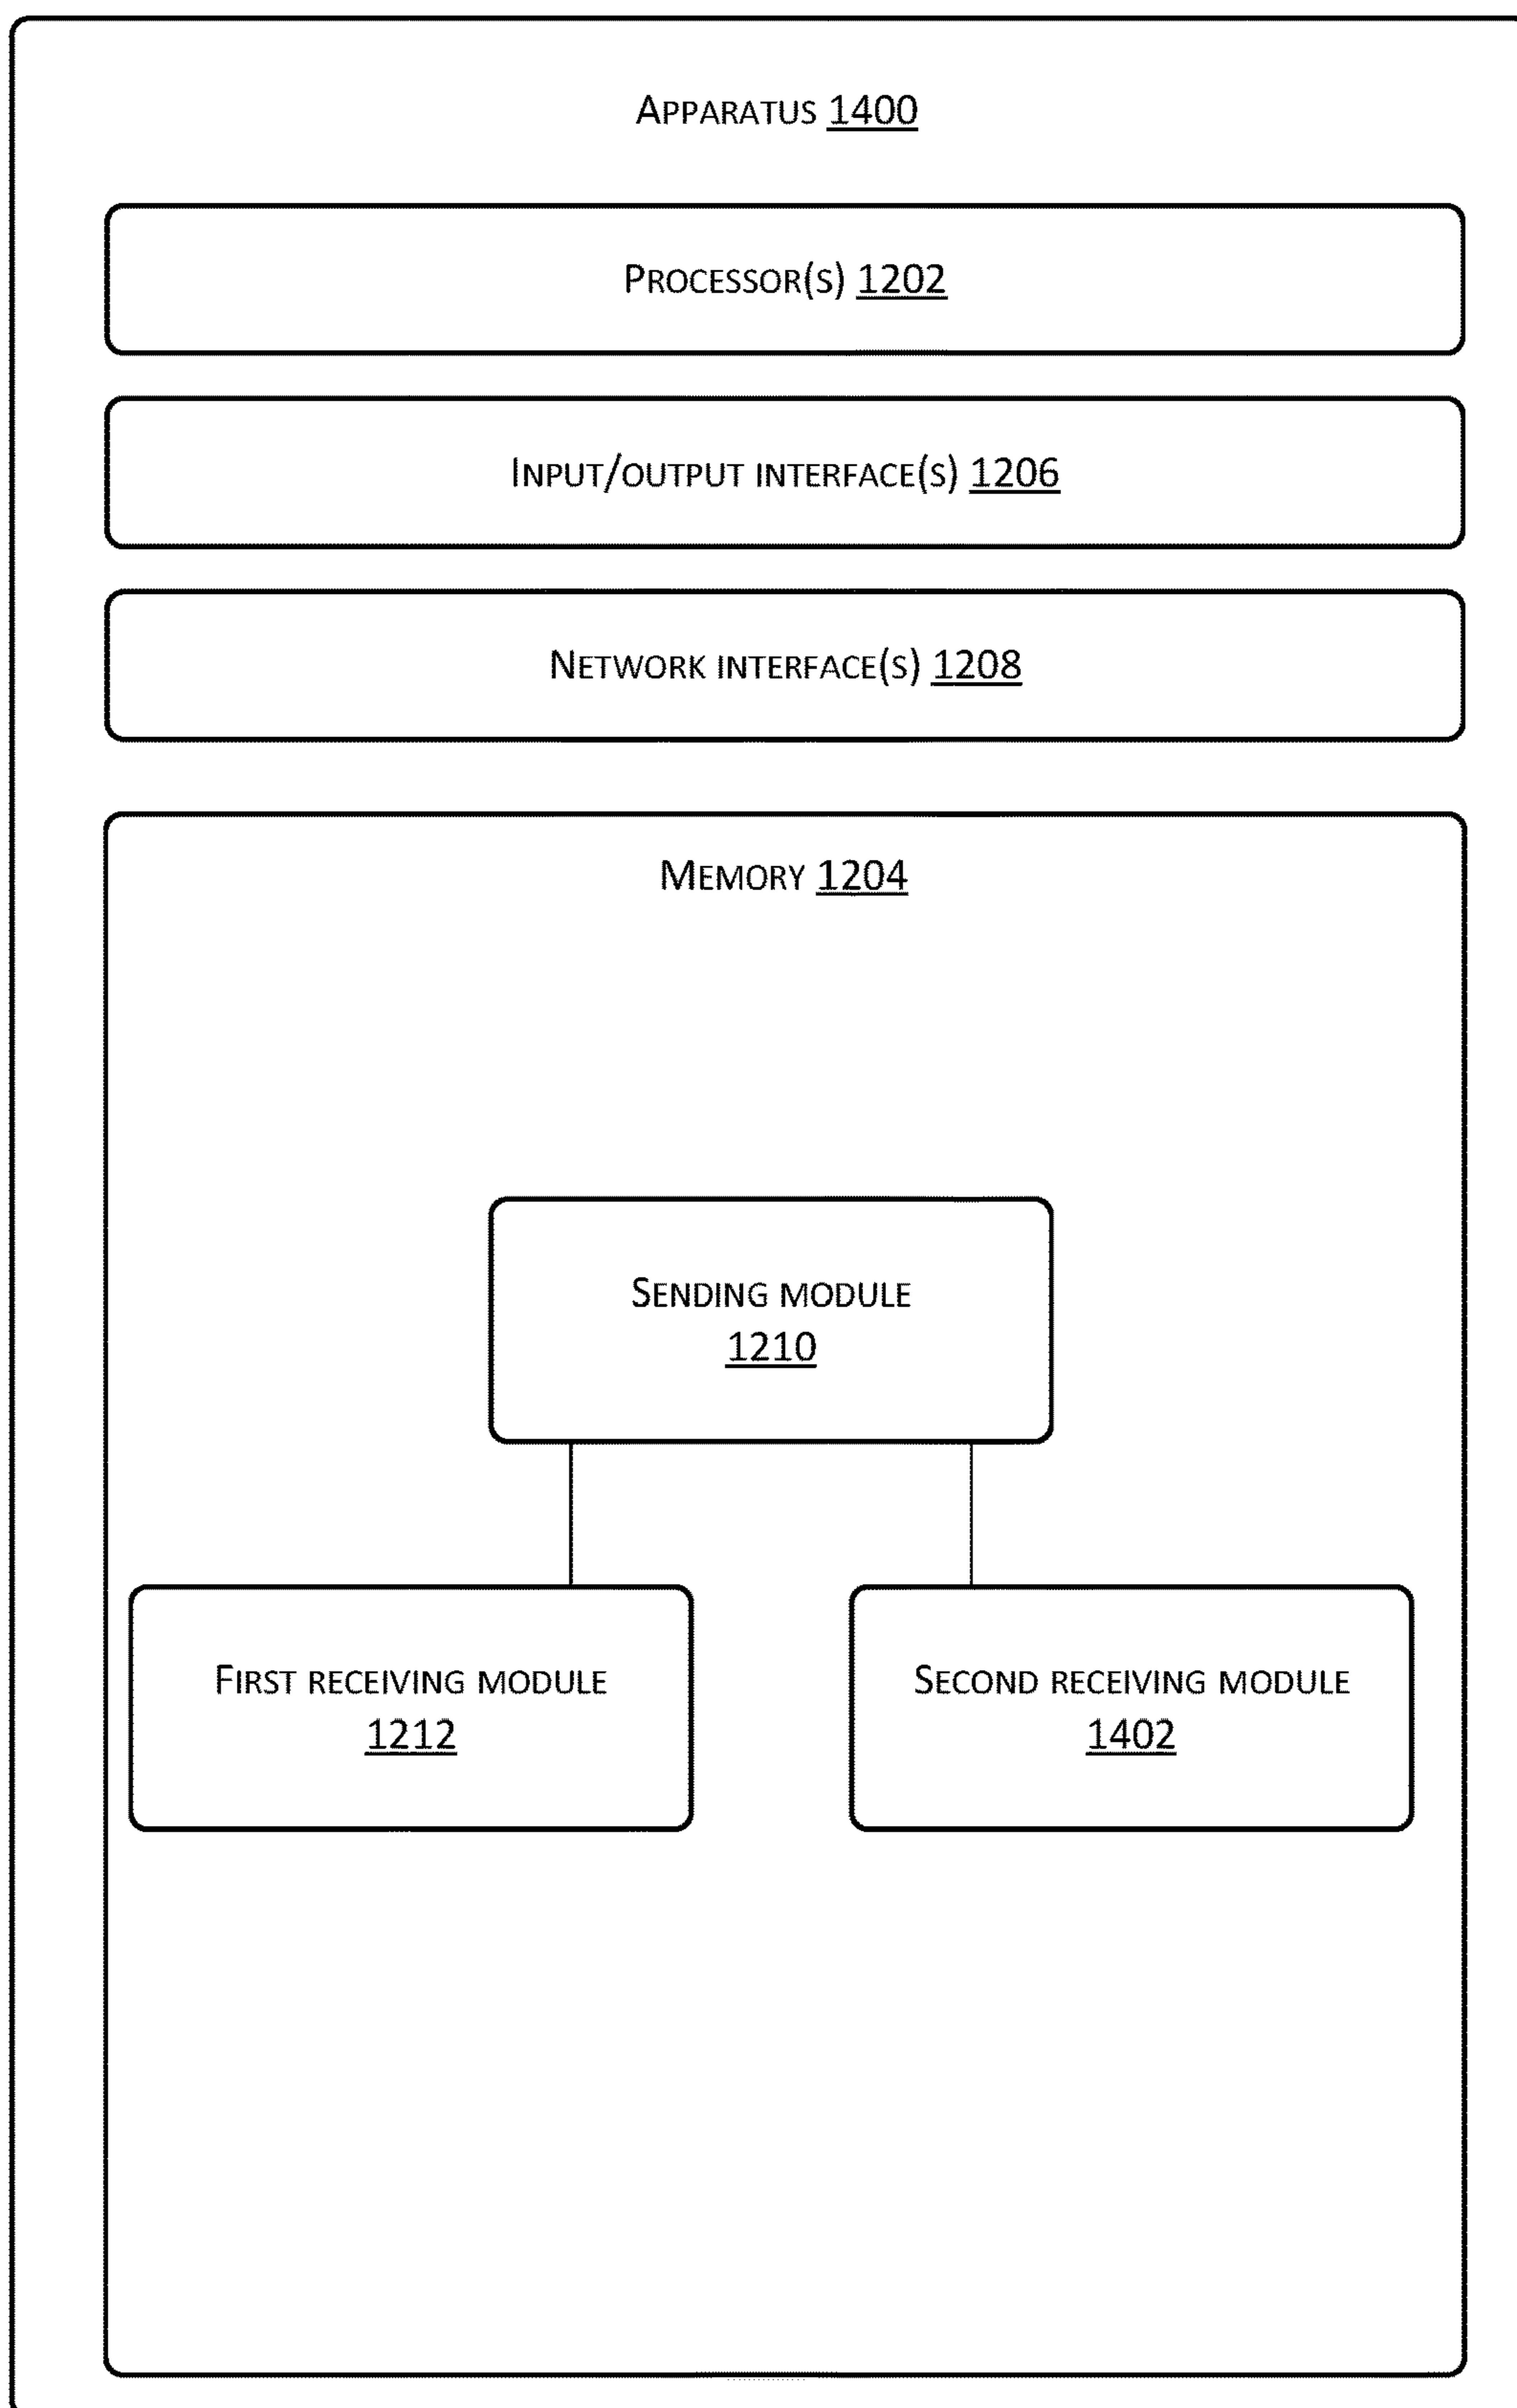 APPARATUS 1400
PROCESSOR(S) 1202
INPUT/OUTPUT INTERFACE(S) 1206
NETWORK INTERFACE(S) 1208
MEMORY 1204
SENDING MODULE
1210
FIRST RECEIVING MODULE
1212
SECOND RECEIVING MODULE
1402